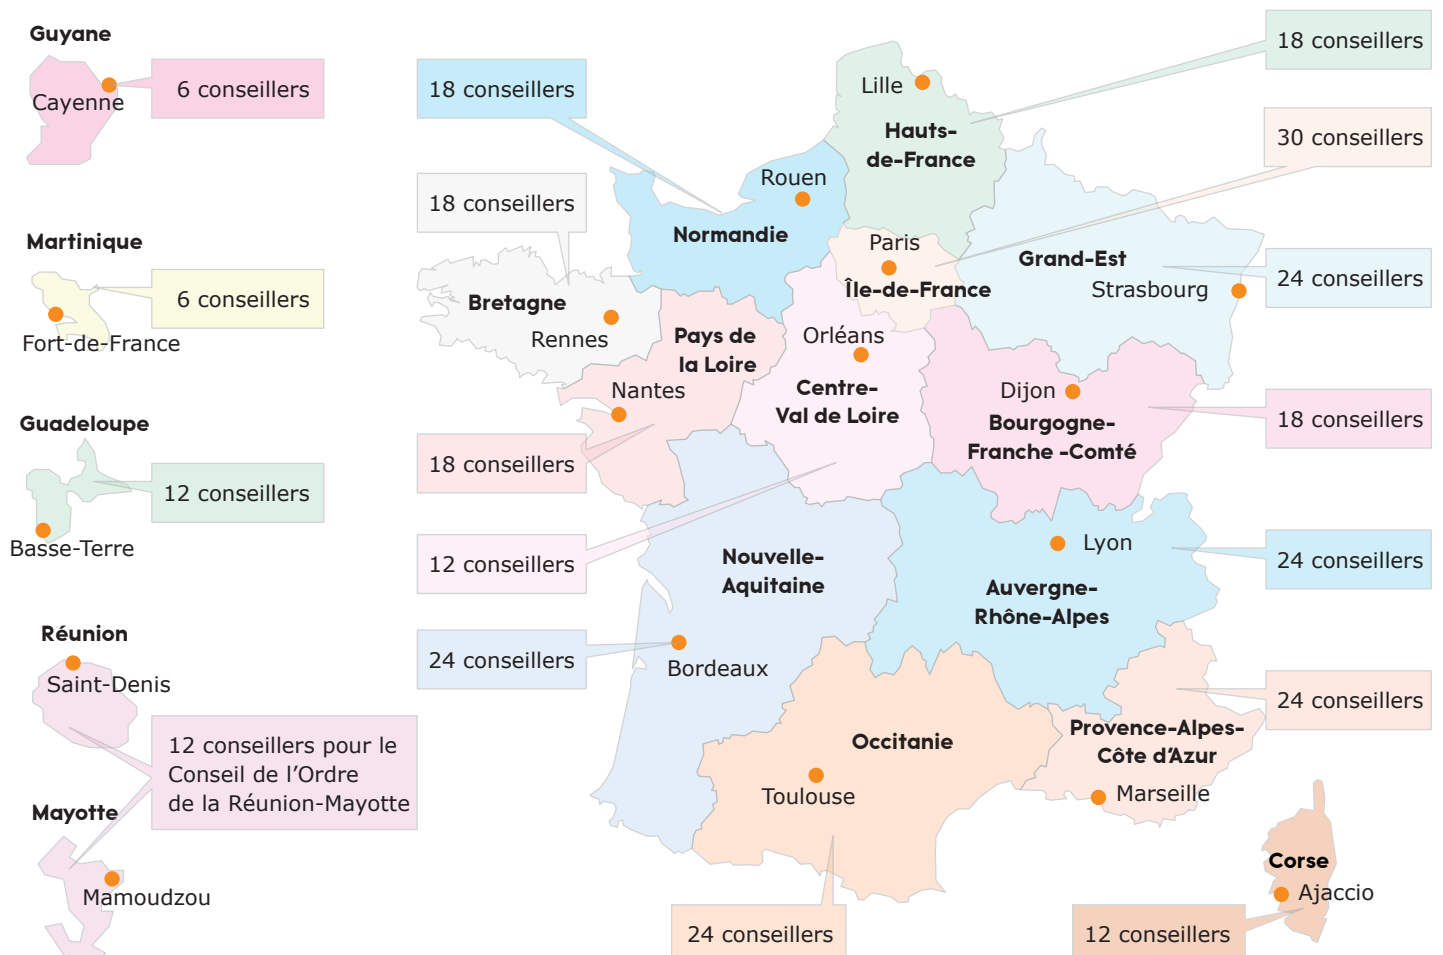 Guyane
Cayenne
6 conseillers
Martinique
6 conseillers
Fort-de-France
Guadeloupe
12 conseillers
Basse-Terre
Réunion
Saint-Denis
12 conseillers pour le
Conseil de l’Ordre
de la Réunion-Mayotte
Mayotte
Mamoudzou
18 conseillers
Lille
Hauts-
de-France
18 conseillers
Rouen
Normandie
30 conseillers
18 conseillers
Paris
Île-de-France
Grand-Est
Strasbourg
24 conseillers
Bretagne
Rennes
Pays de
la Loire
Nantes
18 conseillers
Orléans
Centre-
Val de Loire
12 conseillers
Dijon
Bourgogne-
Franche -Comté
18 conseillers
Nouvelle-
Aquitaine
Bordeaux
24 conseillers
Lyon
Auvergne-
Rhône-Alpes
24 conseillers
Occitanie
Toulouse
24 conseillers
Provence-Alpes-
Côte d’Azur
Marseille
24 conseillers
Corse
Ajaccio
12 conseillers